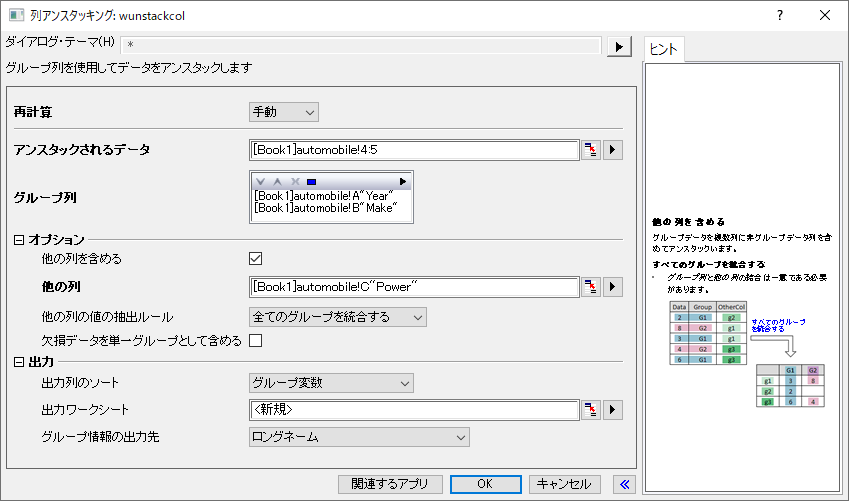 列アンスタッキング: wunstackcol
ダイアログ・テーマ(H) *
グループ列を使用してデータをアンスタックします
再計算 手動
アンスタックされるデータ [Book1]automobile!4:5
グループ列
[Book1]automobile!A"Year"
[Book1]automobile!B"Make"
オプション
他の列を含める
他の列 [Book1]automobile!C"Power"
他の列の値の抽出ルール 全てのグループを統合する
欠損データを単一グループとして含める
出力
出力列のソート グループ変数
出力ワークシート <新規>
グループ情報の出力先 ロングネーム
関連するアプリ OK キャンセル
ヒント
他の列を含める
グループデータを複数列に非グループデータ列を含
めてアンスタックいます。
すべてのグループを統合する
・ グループ列と他の列の結合は一意である必要
があります。
Data Group OtherCol
2 G1 g2
8 G2 g1
3 G1 g1
4 G2 g3
6 G1 g3
すべてのグループ
を統合する
G1 G2
g1 3 8
g2 2
g3 6 4